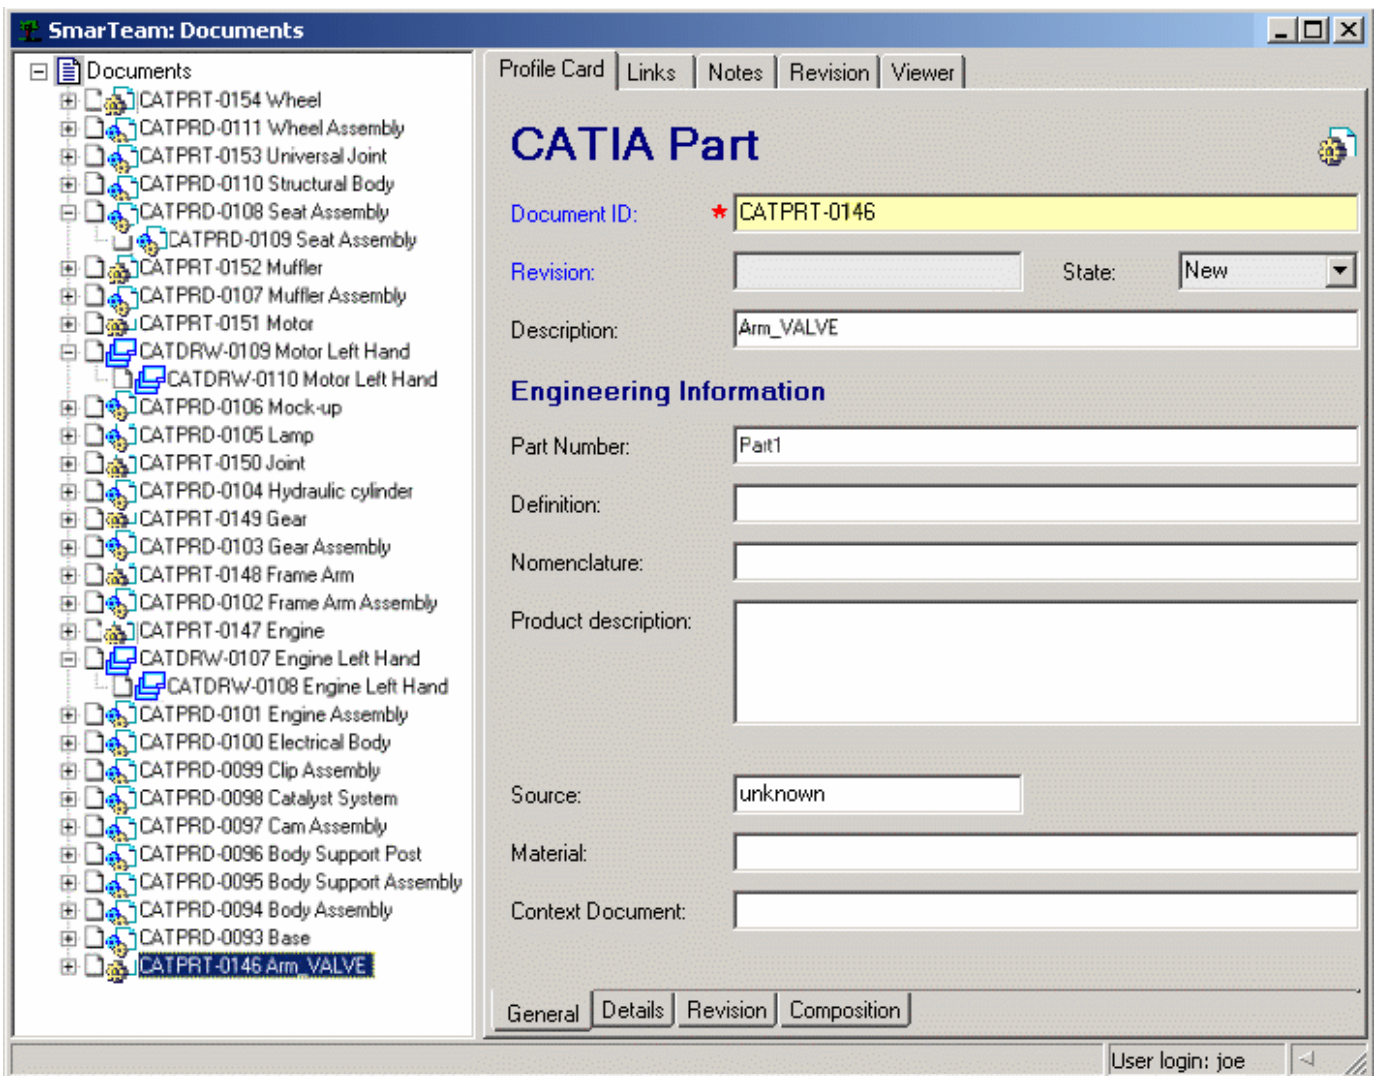 SmarTeam: Documents
Documents
CATPRT-0154 Wheel
CATPRD-0111 Wheel Assembly
CATPRT-0153 Universal Joint
CATPRD-0110 Structural Body
CATPRD-0108 Seat Assembly
CATPRD-0109 Seat Assembly
CATPRT-0152 Muffler
CATPRD-0107 Muffler Assembly
CATPRT-0151 Motor
CATDRW-0109 Motor Left Hand
CATDRW-0110 Motor Left Hand
CATPRD-0106 Mock-up
CATPRD-0105 Lamp
CATPRT-0150 Joint
CATPRD-0104 Hydraulic cylinder
CATPRT-0149 Gear
CATPRD-0103 Gear Assembly
CATPRT-0148 Frame Arm
CATPRD-0102 Frame Arm Assembly
CATPRT-0147 Engine
CATDRW-0107 Engine Left Hand
CATDRW-0108 Engine Left Hand
CATPRD-0101 Engine Assembly
CATPRD-0100 Electrical Body
CATPRD-0099 Clip Assembly
CATPRD-0098 Catalyst System
CATPRD-0097 Cam Assembly
CATPRD-0096 Body Support Post
CATPRD-0095 Body Support Assembly
CATPRD-0094 Body Assembly
CATPRD-0093 Base
CATPRT-0146 Arm_VALVE
Profile Card Links Notes Revision Viewer
CATIA Part
Document ID: * CATPRT-0146
Revision: State: New
Description: Arm_VALVE
Engineering Information
Part Number: Part1
Definition:
Nomenclature:
Product description:
Source: unknown
Material:
Context Document:
General Details Revision Composition
User login: joe